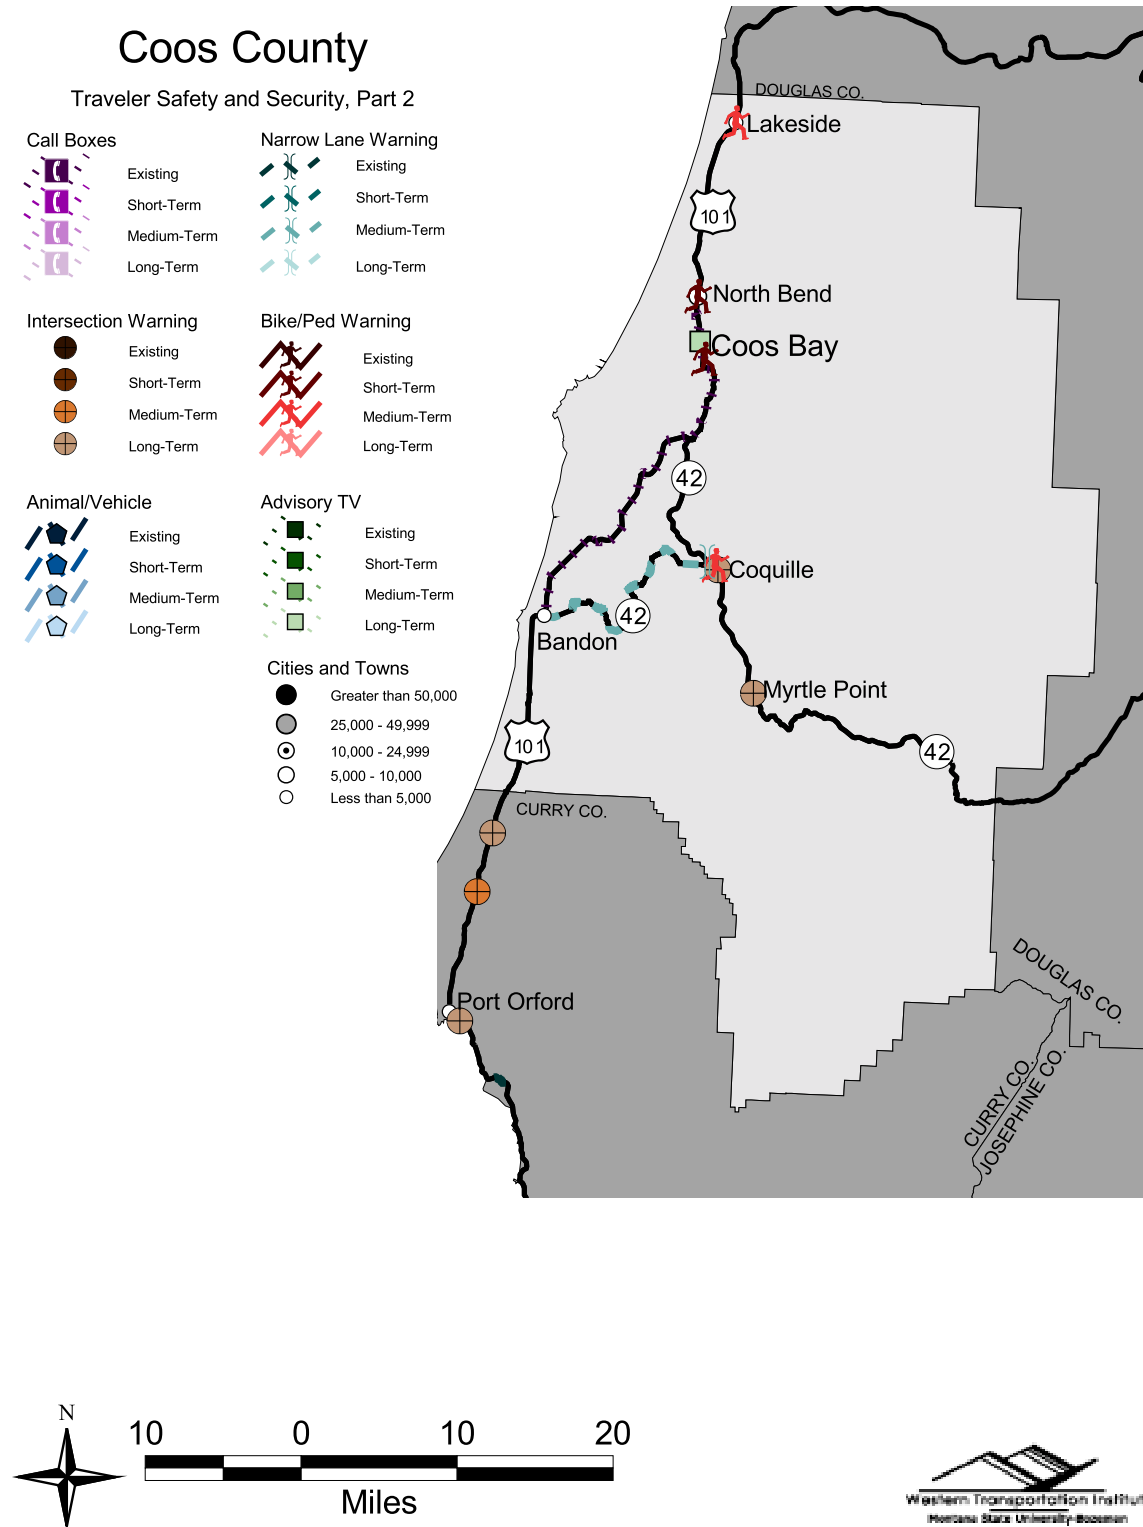 Coos County
Traveler Safety and Security, Part 2
Call Boxes
Existing
Short-Term
Medium-Term
Long-Term
Narrow Lane Warning
Existing
Short-Term
Medium-Term
Long-Term
Intersection Warning
Existing
Short-Term
Medium-Term
Long-Term
Bike/Ped Warning
Existing
Short-Term
Medium-Term
Long-Term
Animal/Vehicle
Existing
Short-Term
Medium-Term
Long-Term
Advisory TV
Existing
Short-Term
Medium-Term
Long-Term
Cities and Towns
Greater than 50,000
25,000 - 49,999
10,000 - 24,999
5,000 - 10,000
Less than 5,000
DOUGLAS CO.
Lakeside
101
North Bend
Coos Bay
42
Coquille
42
Bandon
Myrtle Point
101
42
CURRY CO.
Port Orford
DOUGLAS CO.
CURRY CO.
JOSEPHINE CO.
N
10 0 10 20
Miles
Western Transportation Institut
Montana State University-Bozeman